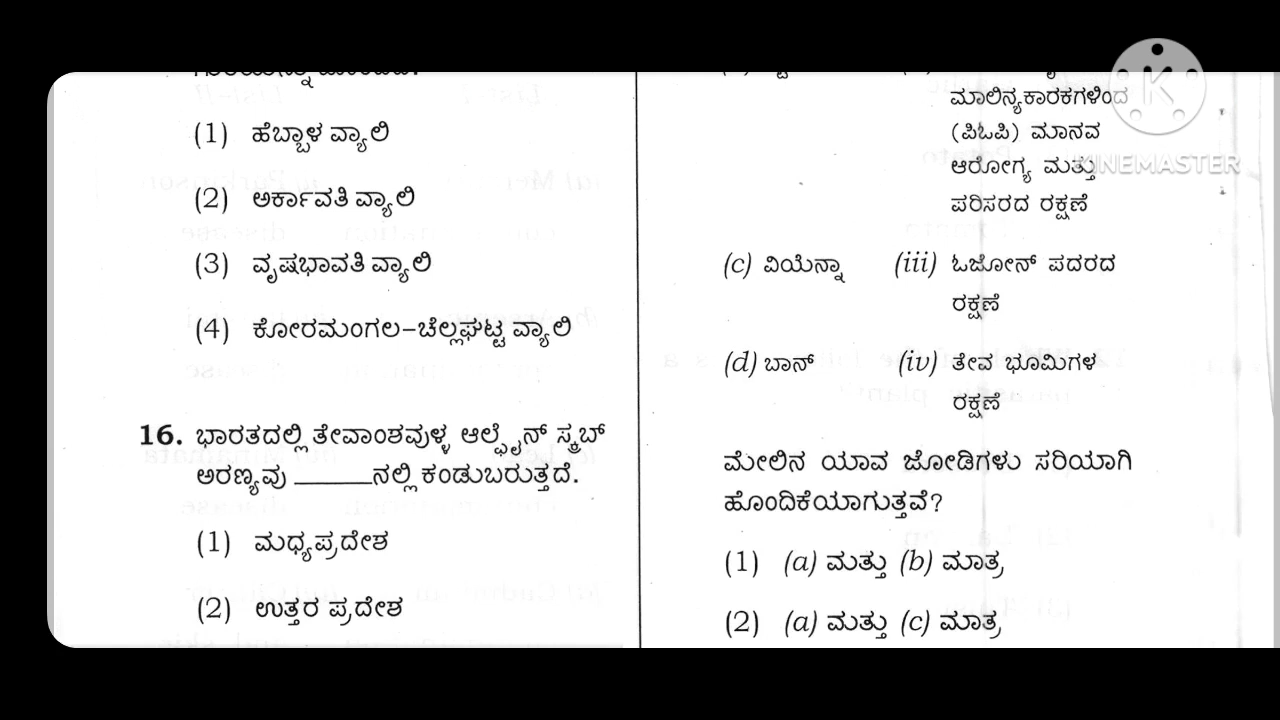 (1) ಹೆಬ್ಬಾಳ ವ್ಯಾಲಿ
(2) ಅರ್ಕಾವತಿ ವ್ಯಾಲಿ
(3) ವೃಷಭಾವತಿ ವ್ಯಾಲಿ
(4) ಕೋರಮಂಗಲ–ಚೆಲ್ಲಘಟ್ಟ ವ್ಯಾಲಿ
16. ಭಾರತದಲ್ಲಿ ತೇವಾಂಶವುಳ್ಳ ಆಲ್ಫೈನ್ ಸ್ಕ್ರಬ್
ಅರಣ್ಯವು ______ನಲ್ಲಿ ಕಂಡುಬರುತ್ತದೆ.
(1) ಮಧ್ಯಪ್ರದೇಶ
(2) ಉತ್ತರ ಪ್ರದೇಶ
ಮಾಲಿನ್ಯಕಾರಕಗಳಿಂದ
(ಪಿಓಪಿ) ಮಾನವ
ಆರೋಗ್ಯ ಮತ್ತು
ಪರಿಸರದ ರಕ್ಷಣೆ
(c) ವಿಯೆನ್ನಾ (iii) ಓಜೋನ್ ಪದರದ
ರಕ್ಷಣೆ
(d) ಬಾನ್ (iv) ತೇವ ಭೂಮಿಗಳ
ರಕ್ಷಣೆ
ಮೇಲಿನ ಯಾವ ಜೋಡಿಗಳು ಸರಿಯಾಗಿ
ಹೊಂದಿಕೆಯಾಗುತ್ತವೆ?
(1) (a) ಮತ್ತು (b) ಮಾತ್ರ
(2) (a) ಮತ್ತು (c) ಮಾತ್ರ
KINEMASTER